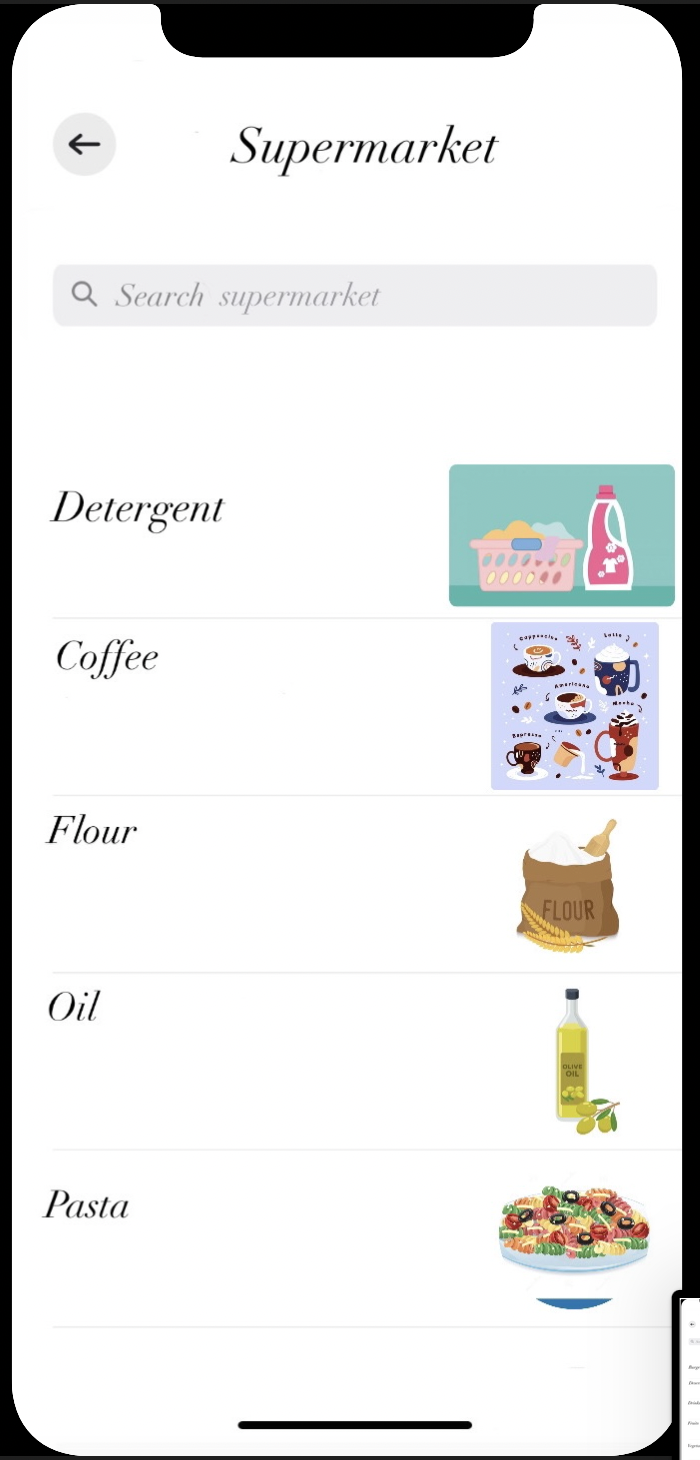 Supermarket
Search supermarket
Detergent
Coffee
Cappuccino
Latte
Americano
Mocha
Espresso
Flour
FLOUR
Oil
OLIVE
OIL
Pasta